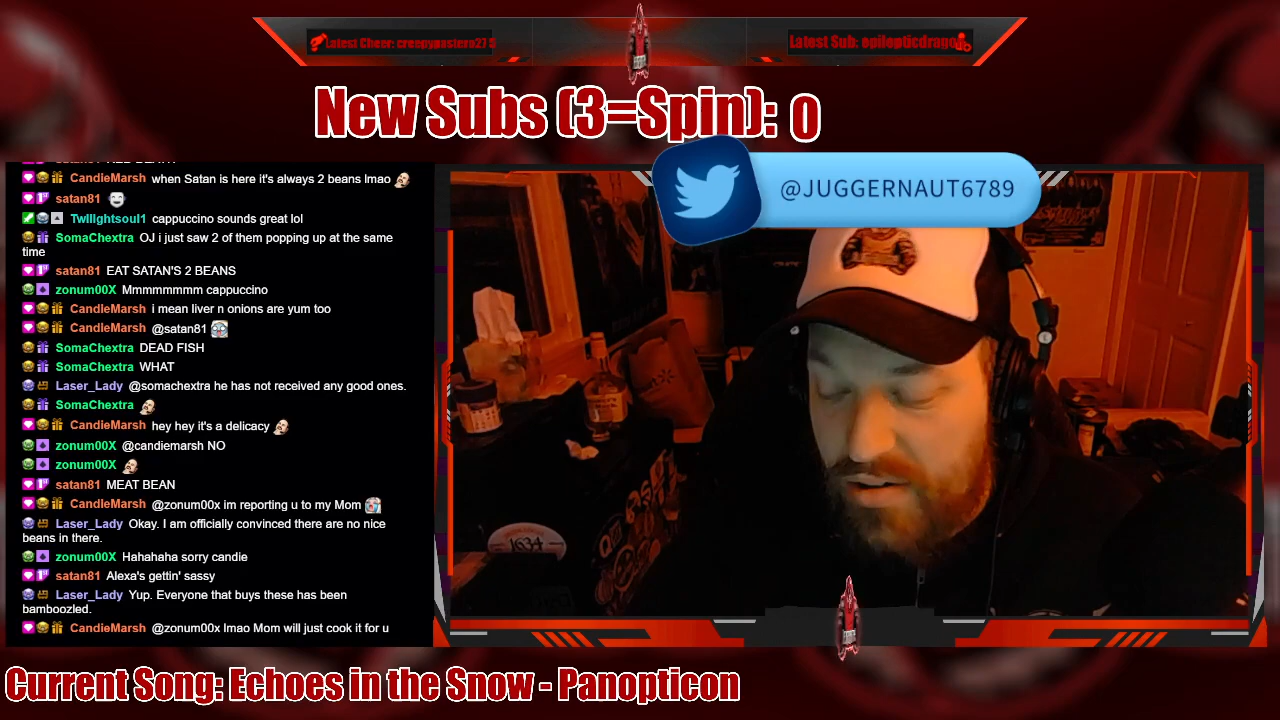 Latest Cheer: creepypastera27 5
Latest Sub: epilepticdragon
New Subs (3=Spin): 0
@JUGGERNAUT6789
CandieMarsh when Satan is here it's always 2 beans lmao
satan81
Twilightsoul1 cappuccino sounds great lol
SomaChextra OJ i just saw 2 of them popping up at the same
time
satan81 EAT SATAN'S 2 BEANS
zonum00X Mmmmmmmm cappuccino
CandieMarsh i mean liver n onions are yum too
CandieMarsh @satan81
SomaChextra DEAD FISH
SomaChextra WHAT
Laser_Lady @somachextra he has not received any good ones.
SomaChextra
CandieMarsh hey hey it's a delicacy
zonum00X @candiemarsh NO
zonum00X
satan81 MEAT BEAN
CandieMarsh @zonum00x im reporting u to my Mom
Laser_Lady Okay. I am officially convinced there are no nice
beans in there.
zonum00X Hahahaha sorry candie
satan81 Alexa's gettin' sassy
Laser_Lady Yup. Everyone that buys these has been
bamboozled.
CandieMarsh @zonum00x lmao Mom will just cook it for u
1634
Current Song: Echoes in the Snow - Panopticon